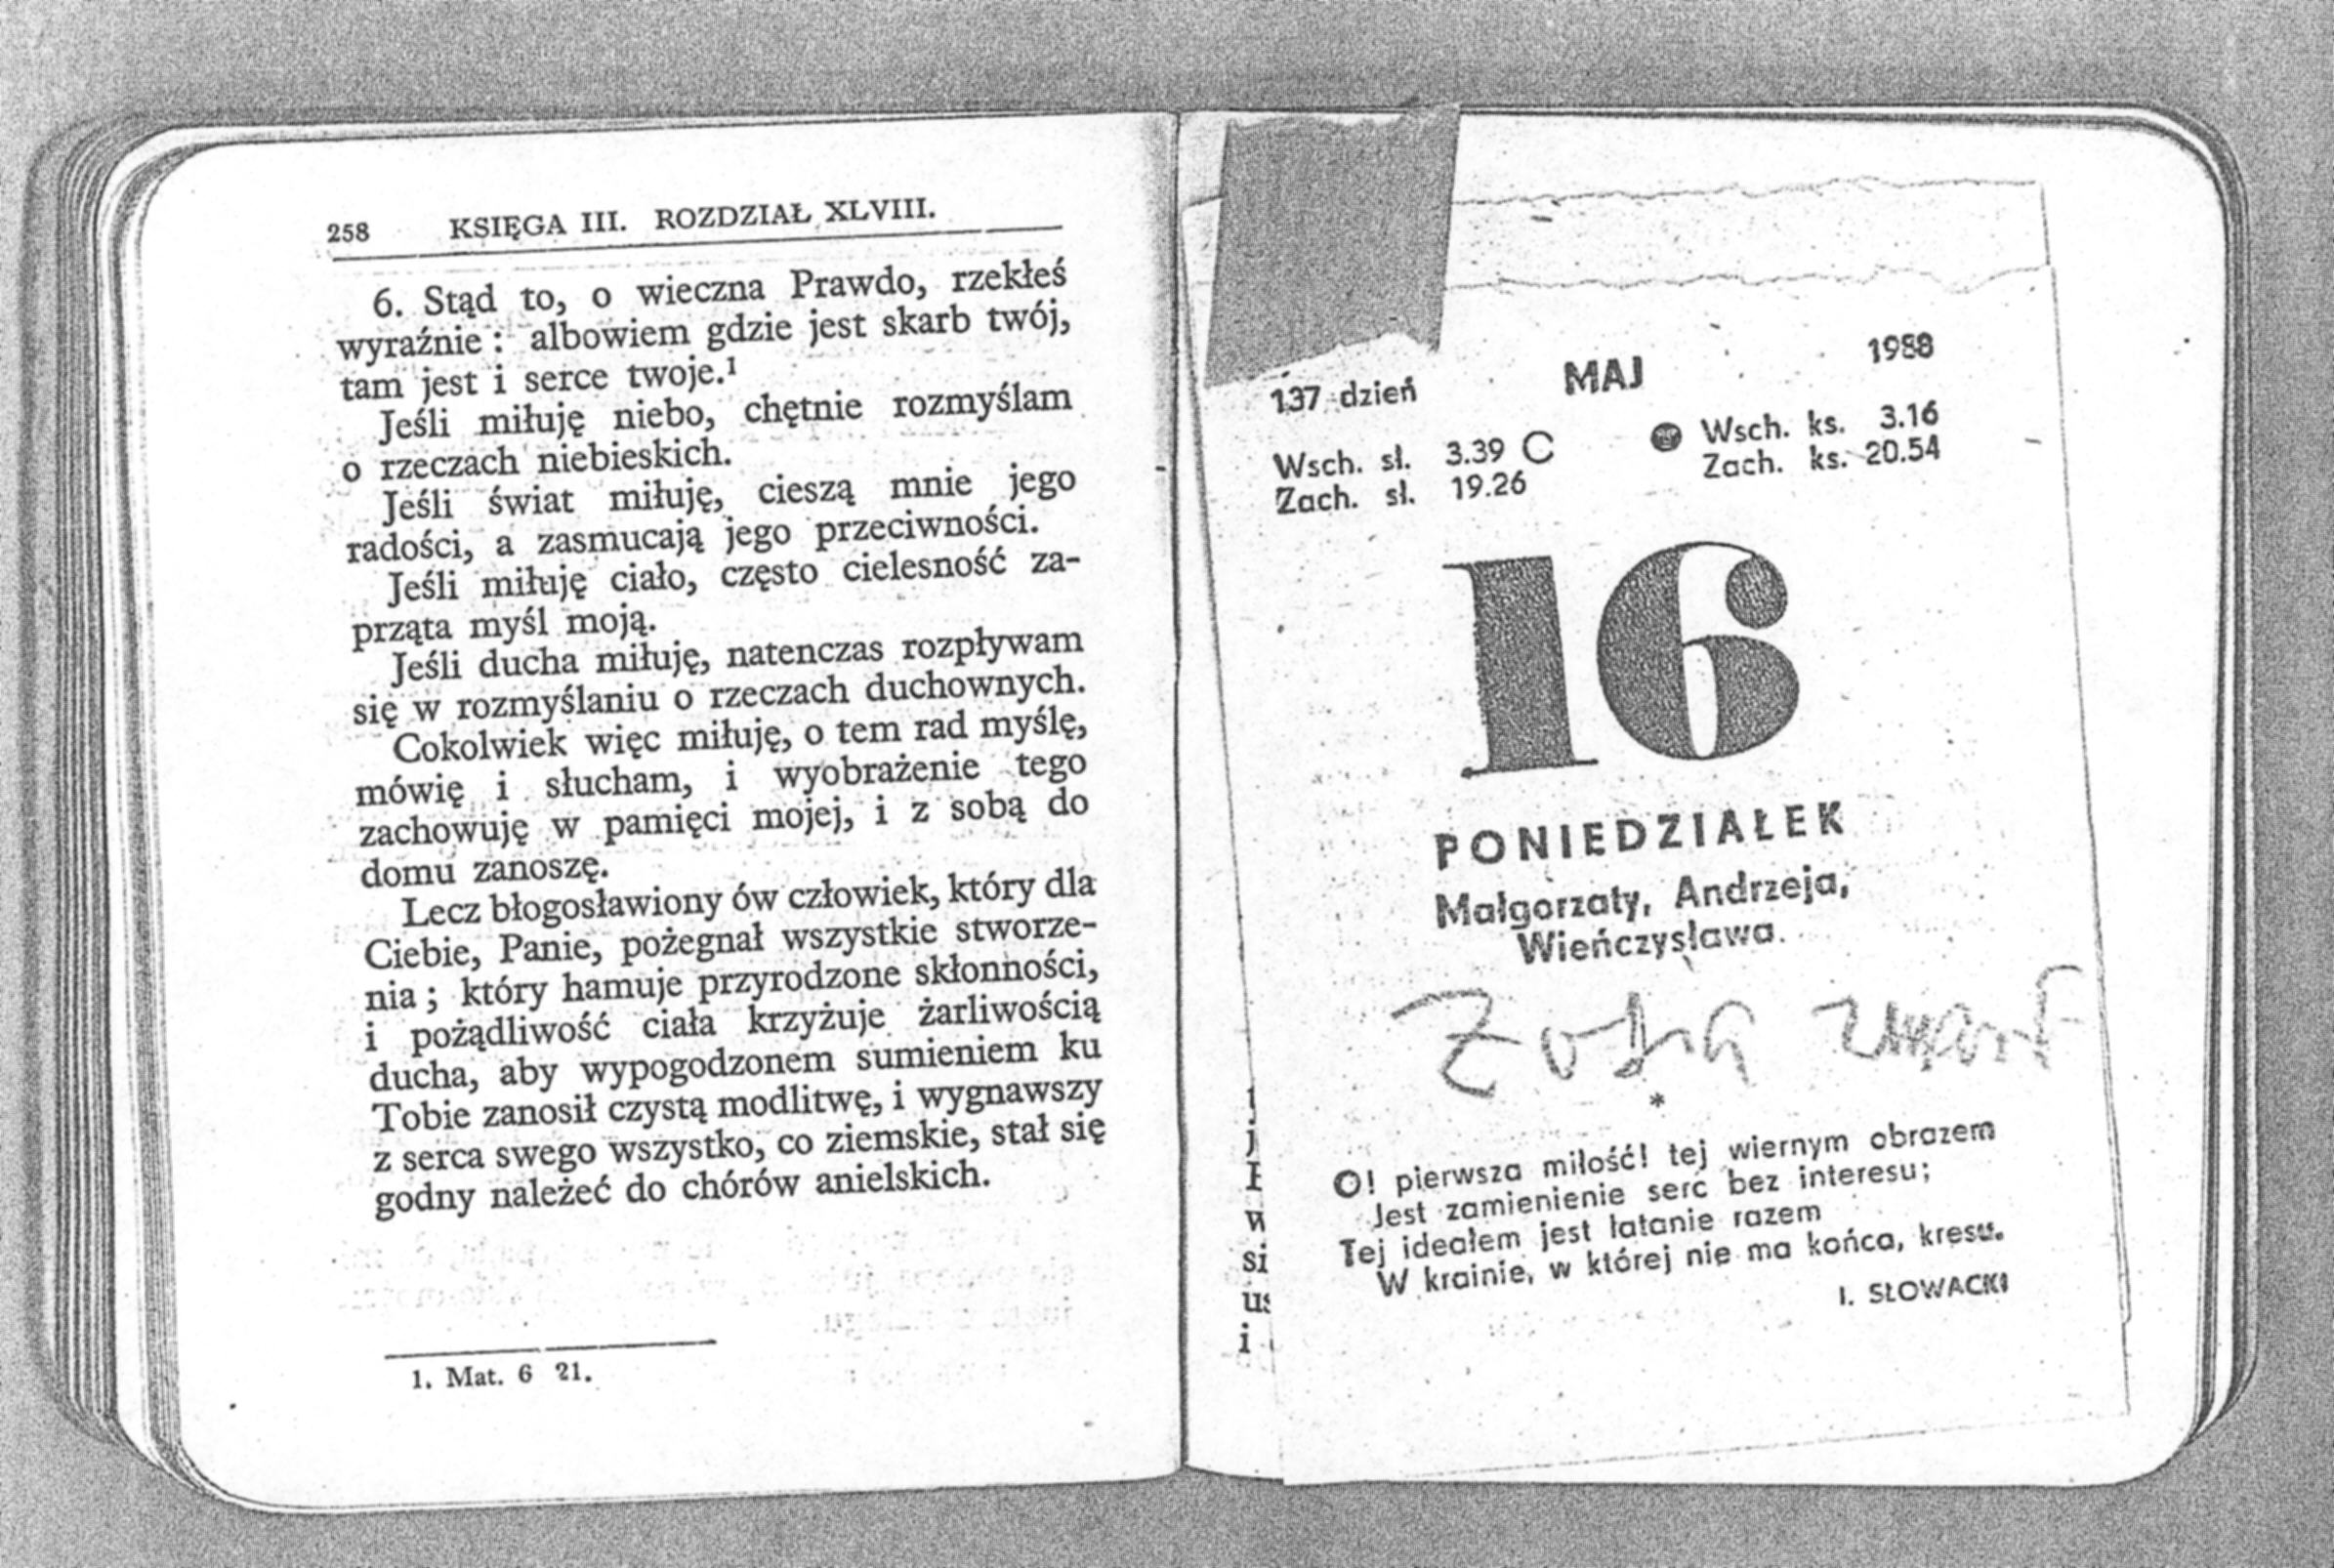 258 KSIĘGA III. ROZDZIAŁ XLVIII.
6. Stąd to, o wieczna Prawdo, rzekłeś
wyraźnie : albowiem gdzie jest skarb twój,
tam jest i serce twoje.¹
Jeśli miłuję niebo, chętnie rozmyślam
o rzeczach niebieskich.
Jeśli świat miłuję, cieszą mnie jego
radości, a zasmucają jego przeciwności.
Jeśli miłuję ciało, często cielesność za-
prząta myśl moją.
Jeśli ducha miłuję, natenczas rozpływam
się w rozmyślaniu o rzeczach duchownych.
Cokolwiek więc miłuję, o tem rad myślę,
mówię i słucham, i wyobrażenie tego
zachowuję w pamięci mojej, i z sobą do
domu zanoszę.
Lecz błogosławiony ów człowiek, który dla
Ciebie, Panie, pożegnał wszystkie stworze-
nia ; który hamuje przyrodzone skłonności,
i pożądliwość ciała krzyżuje żarliwością
ducha, aby wypogodzonem sumieniem ku
Tobie zanosił czystą modlitwę, i wygnawszy
z serca swego wszystko, co ziemskie, stał się
godny należeć do chórów anielskich.
1. Mat. 6 21.
137 dzień MAJ 1988
Wsch. sł. 3.39 C Wsch. ks. 3.16
Zach. sł. 19.26 Zach. ks. 20.54
16
PONIEDZIAŁEK
Małgorzaty, Andrzeja,
Wieńczysława.
Zosia
*
O! pierwsza miłość! tej wiernym obrazem
Jest zamienienie serc bez interesu;
Tej ideałem jest latanie razem
W krainie, w której nie ma końca, kresu.
I. SŁOWACKI
si
i